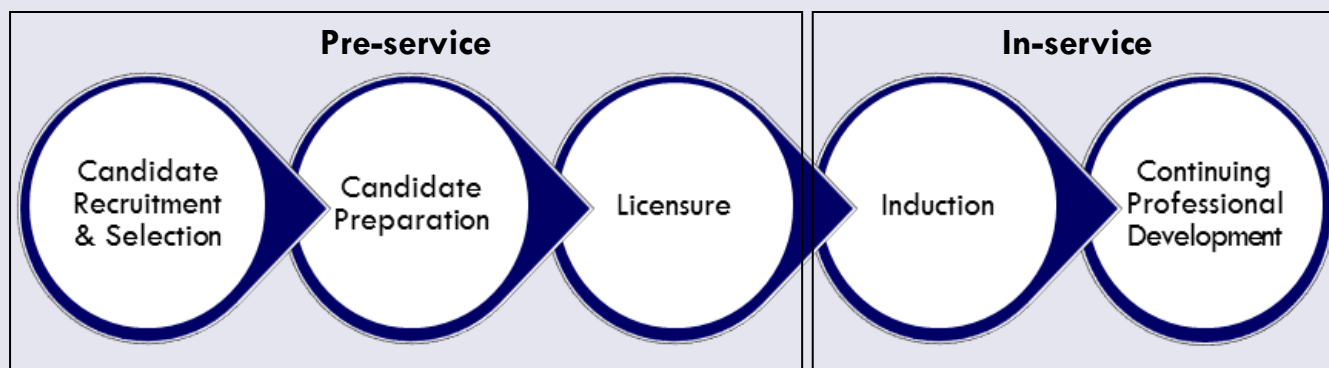 Pre-service
In-service
Candidate
Recruitment
& Selection
Candidate
Preparation
Licensure
Induction
Continuing
Professional
Development